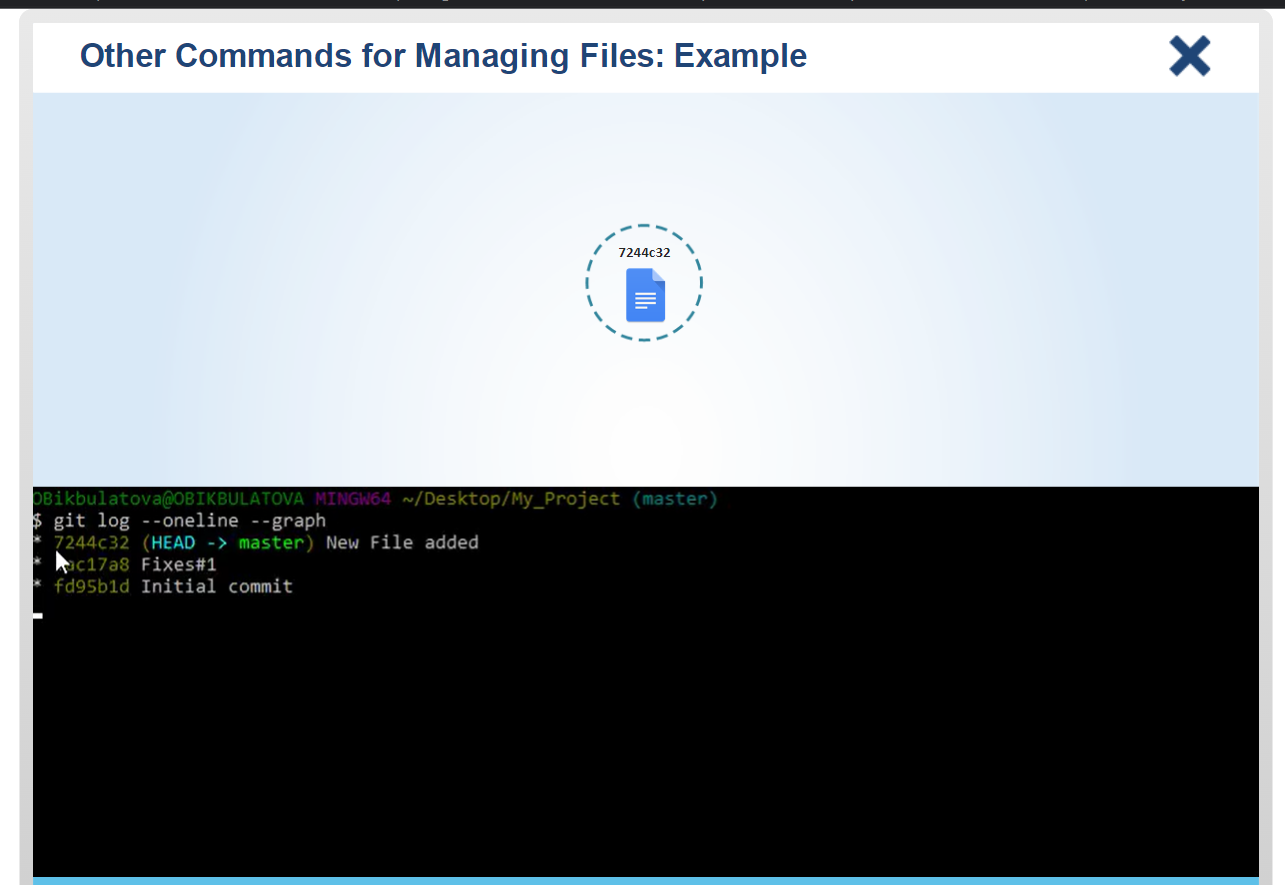 Other Commands for Managing Files: Example
7244c32
OBikbulatova@OBIKBULATOVA MINGW64 ~/Desktop/My_Project (master)
$ git log --oneline --graph
* 7244c32 (HEAD -> master) New File added
* ac17a8 Fixes#1
* fd95b1d Initial commit